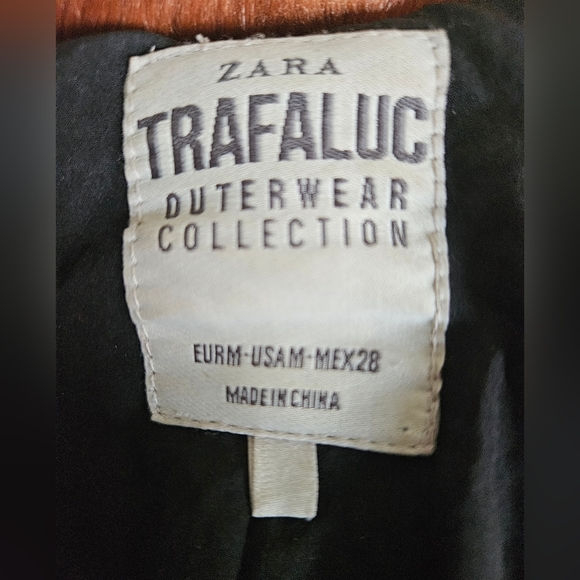 ZARA
TRAFALUC
OUTERWEAR
COLLECTION
EURM-USAM-MEX28
MADE IN CHINA